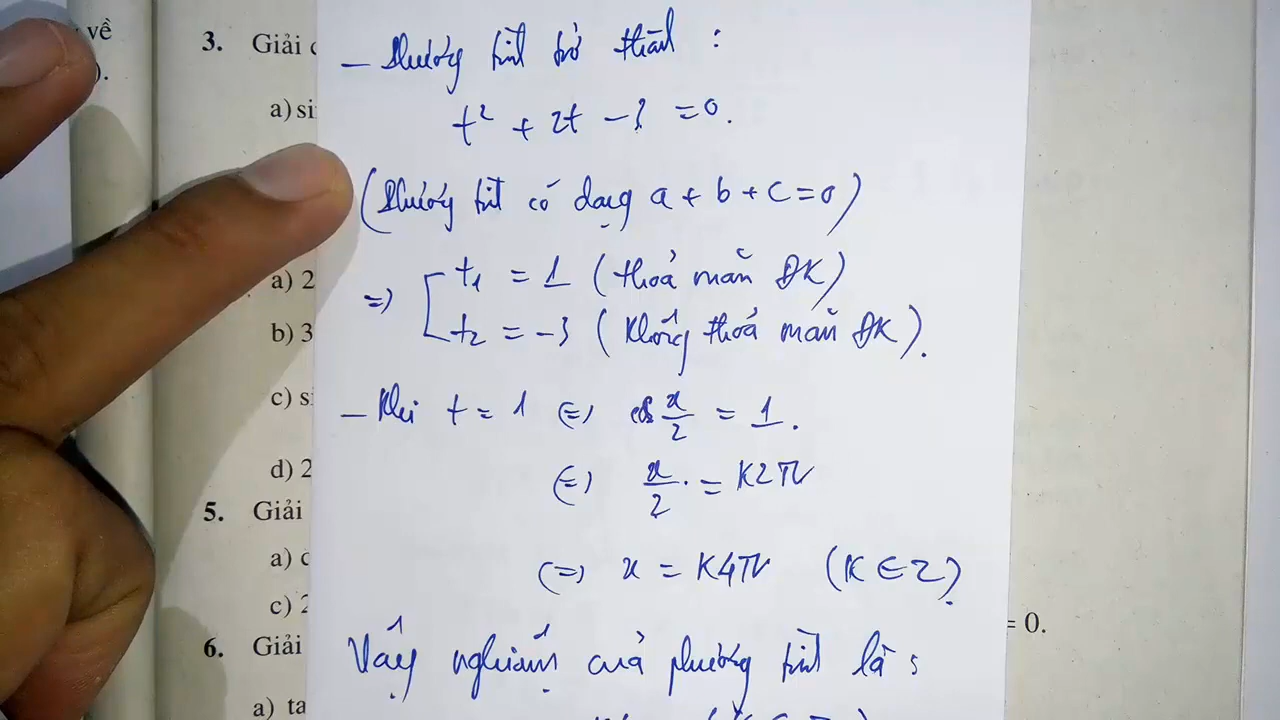 về
).
3. Giải c
a) si
a) 2
b) 3
c) si
d) 2
5. Giải
a) c
c) 2
= 0.
6. Giải
a) ta
– Phương trình trở thành :
t² + 2t – 3 = 0.
(Phương trình có dạng a + b + c = 0)
=> [ t₁ = 1 (thoả mãn ĐK)
t₂ = –3 (Không thoả mãn ĐK).
– Khi t = 1 (=) cos x/2 = 1.
(=) x/2 = K2π
(=) x = K4π (K ∈ Z).
Vậy nghiệm của phương trình là :